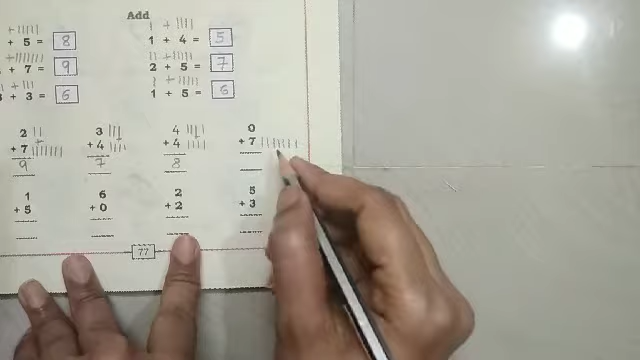 Add
+ 5 = 8
1 + 4 = 5
+ 7 = 9
2 + 5 = 7
3 + 3 = 6
1 + 5 = 6
2 3 4 0
+ 7 + 4 + 4 + 7
9 7 8
1 6 2 5
+ 5 + 0 + 2 + 3
77